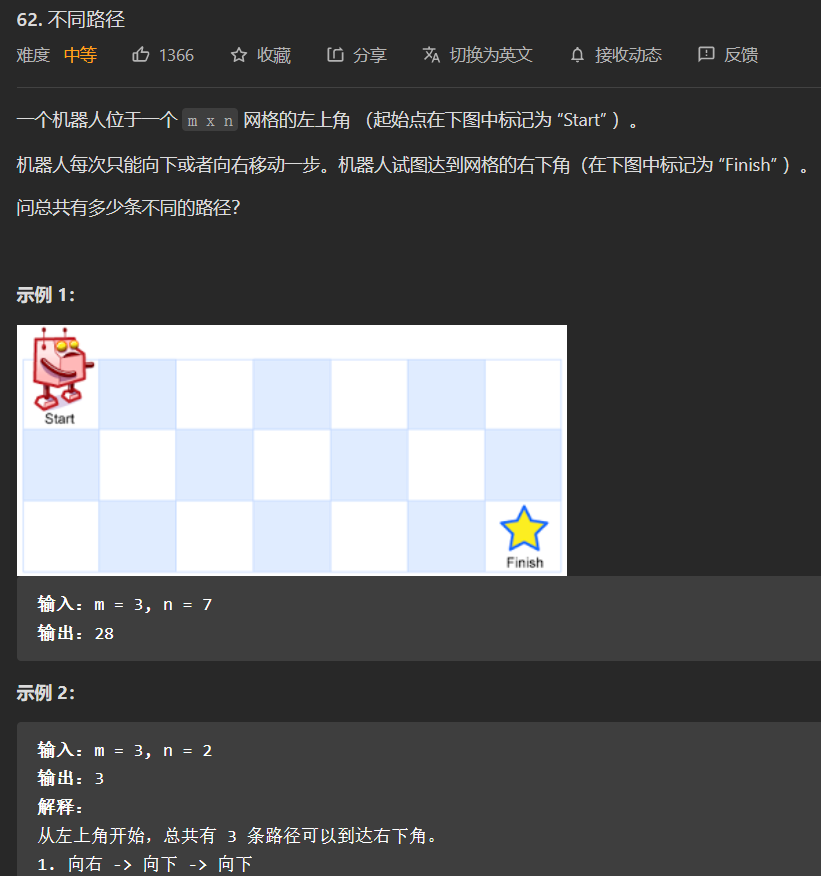 62. 不同路径
难度 中等 1366 收藏 分享 切换为英文 接收动态 反馈
一个机器人位于一个 m x n 网格的左上角 （起始点在下图中标记为 “Start” ）。
机器人每次只能向下或者向右移动一步。机器人试图达到网格的右下角（在下图中标记为 “Finish” ）。
问总共有多少条不同的路径？
示例 1：
Start
Finish
输入：m = 3, n = 7
输出：28
示例 2：
输入：m = 3, n = 2
输出：3
解释：
从左上角开始，总共有 3 条路径可以到达右下角。
1. 向右 -> 向下 -> 向下